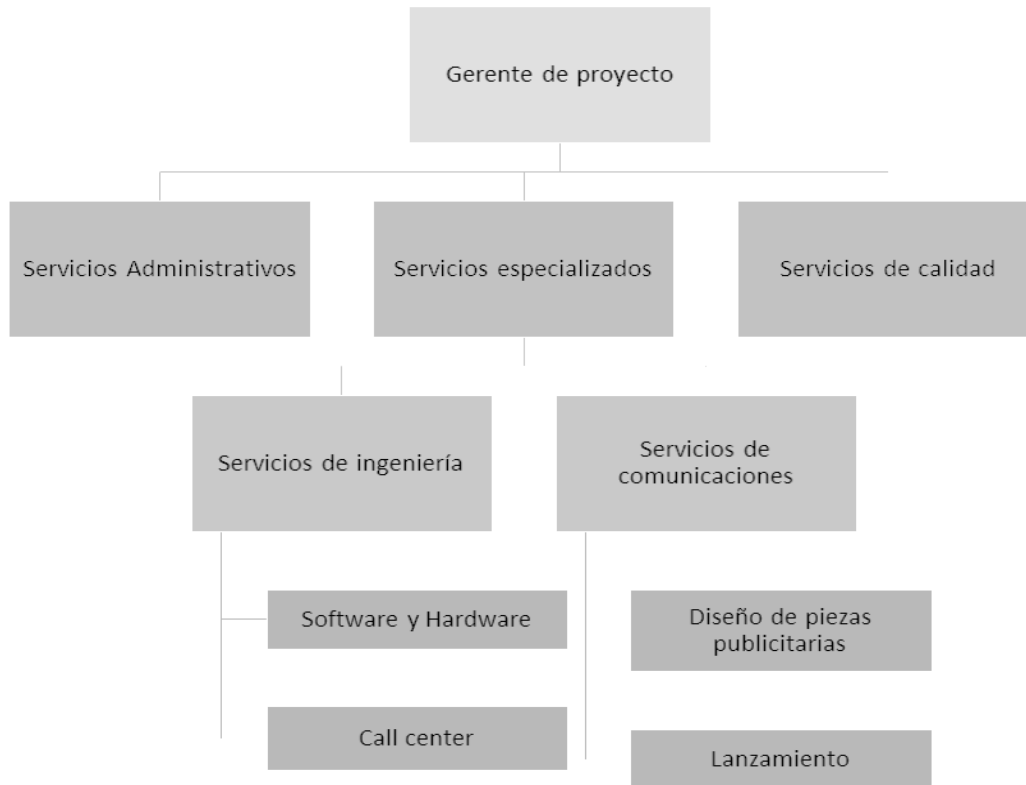 Gerente de proyecto
Servicios Administrativos
Servicios especializados
Servicios de calidad
Servicios de ingeniería
Servicios de
comunicaciones
Software y Hardware
Diseño de piezas
publicitarias
Call center
Lanzamiento